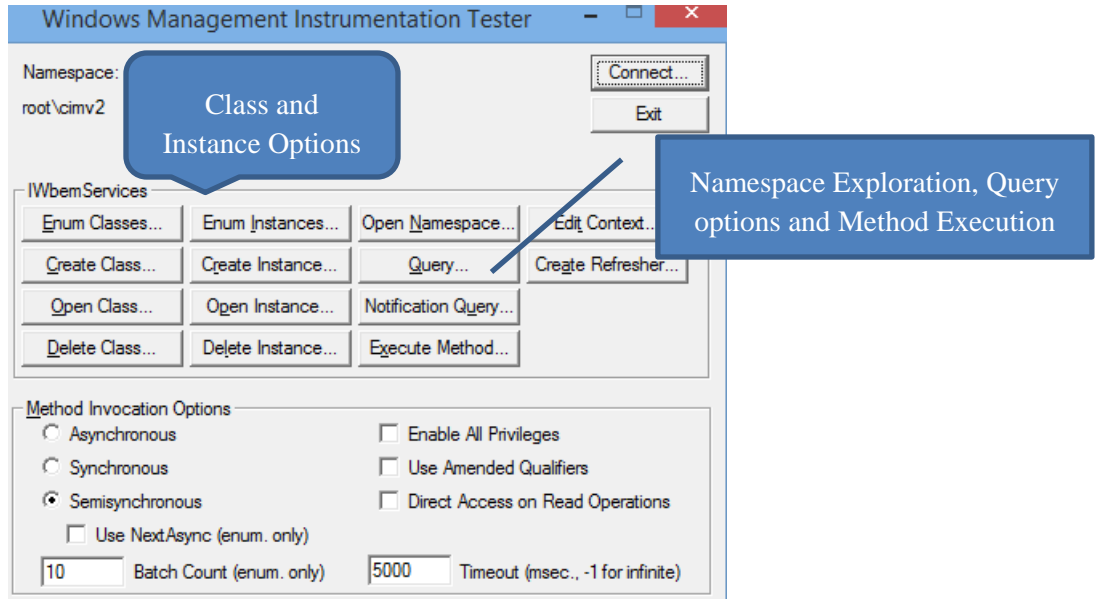 Windows Management Instrumentation Tester
Namespace:
root\cimv2
Connect...
Exit
Class and
Instance Options
Namespace Exploration, Query
options and Method Execution
IWbemServices
Enum Classes... Enum Instances... Open Namespace... Edit Context...
Create Class... Create Instance... Query... Create Refresher...
Open Class... Open Instance... Notification Query...
Delete Class... Delete Instance... Execute Method...
Method Invocation Options
Asynchronous Enable All Privileges
Synchronous Use Amended Qualifiers
Semisynchronous Direct Access on Read Operations
Use NextAsync (enum. only)
10 Batch Count (enum. only) 5000 Timeout (msec., -1 for infinite)